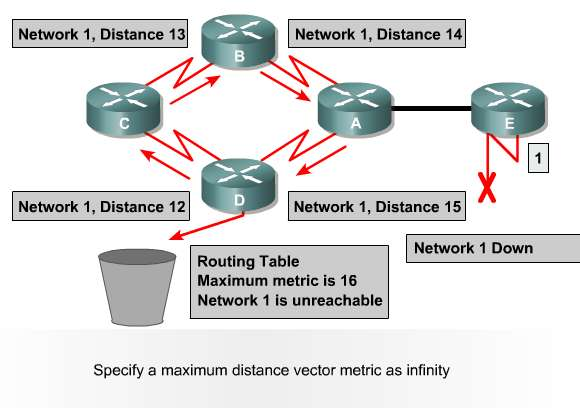 Network 1, Distance 13
Network 1, Distance 14
B
C
A
E
1
D
Network 1, Distance 12
Network 1, Distance 15
Network 1 Down
Routing Table
Maximum metric is 16
Network 1 is unreachable
Specify a maximum distance vector metric as infinity